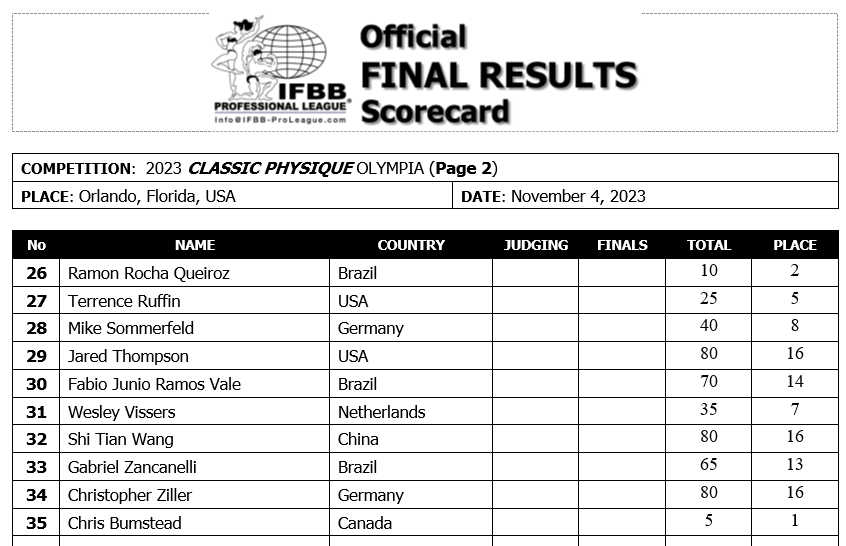 IFBB
PROFESSIONAL LEAGUE®
Info@IFBB-ProLeague.com
Official
FINAL RESULTS
Scorecard
COMPETITION: 2023 CLASSIC PHYSIQUE OLYMPIA (Page 2)
PLACE: Orlando, Florida, USA DATE: November 4, 2023
No NAME COUNTRY JUDGING FINALS TOTAL PLACE
26 Ramon Rocha Queiroz Brazil 10 2
27 Terrence Ruffin USA 25 5
28 Mike Sommerfeld Germany 40 8
29 Jared Thompson USA 80 16
30 Fabio Junio Ramos Vale Brazil 70 14
31 Wesley Vissers Netherlands 35 7
32 Shi Tian Wang China 80 16
33 Gabriel Zancanelli Brazil 65 13
34 Christopher Ziller Germany 80 16
35 Chris Bumstead Canada 5 1